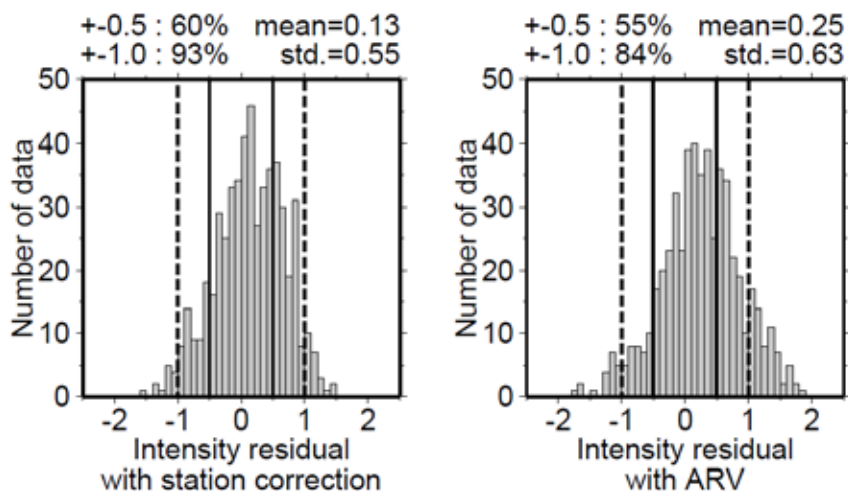 +-0.5 : 60% mean=0.13
+-1.0 : 93% std.=0.55
50
40
30
20
10
0
Number of data
-2 -1 0 1 2
Intensity residual
with station correction
+-0.5 : 55% mean=0.25
+-1.0 : 84% std.=0.63
50
40
30
20
10
0
Number of data
-2 -1 0 1 2
Intensity residual
with ARV